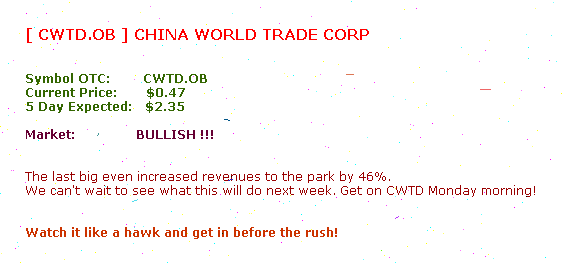 [ CWTD.OB ] CHINA WORLD TRADE CORP
Symbol OTC: CWTD.OB
Current Price: $0.47
5 Day Expected: $2.35
Market: BULLISH !!!
The last big even increased revenues to the park by 46%.
We can't wait to see what this will do next week. Get on CWTD Monday morning!
Watch it like a hawk and get in before the rush!